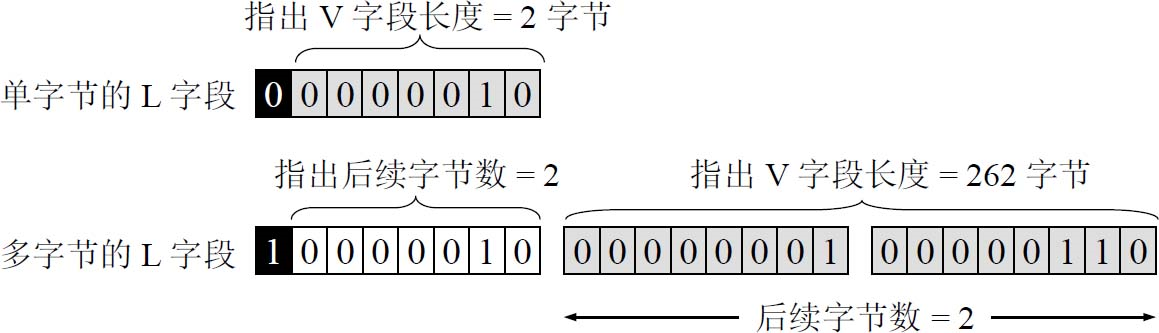 指出 V 字段长度 = 2 字节
单字节的 L 字段 0 0 0 0 0 0 1 0
指出后续字节数 = 2 指出 V 字段长度 = 262 字节
多字节的 L 字段 1 0 0 0 0 0 1 0 0 0 0 0 0 0 0 1 0 0 0 0 0 1 1 0
后续字节数 = 2